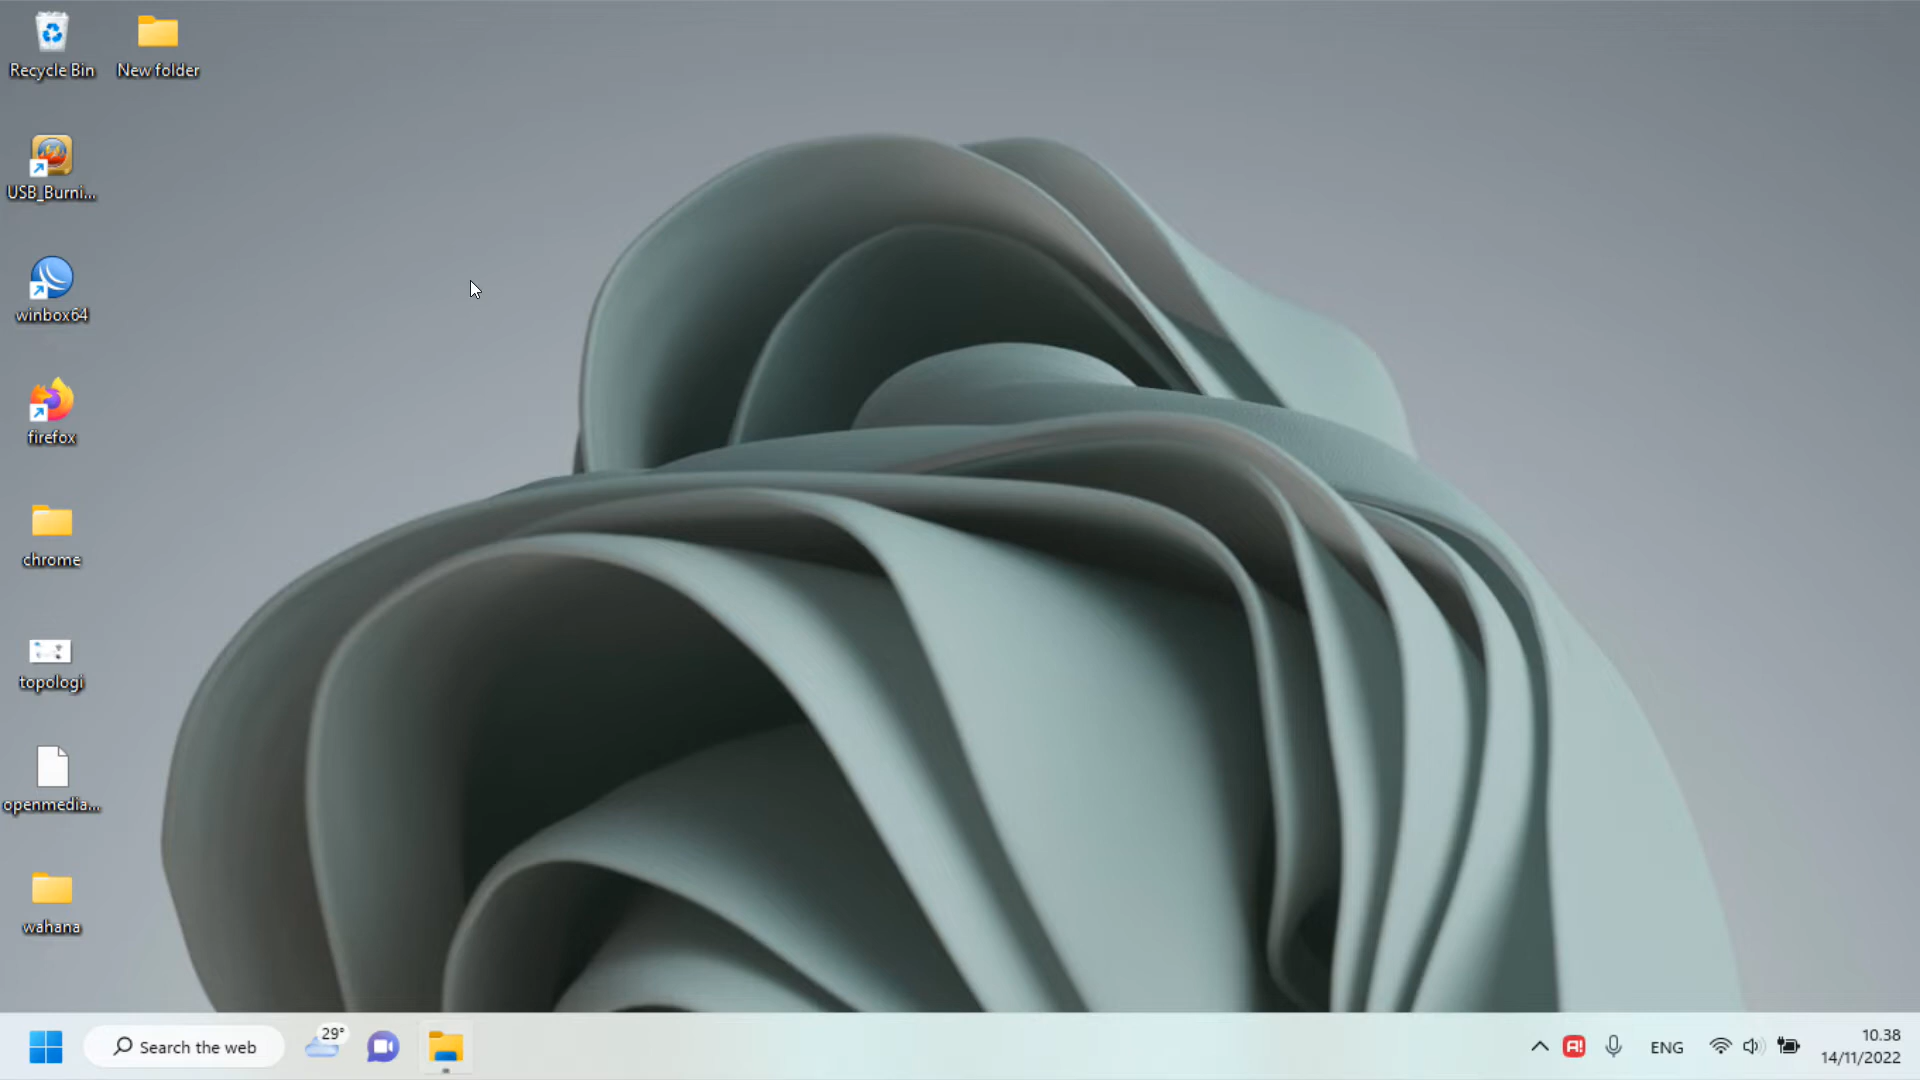 Recycle Bin
New folder
USB_Burni...
winbox64
firefox
chrome
topologi
openmedia...
wahana
Search the web
29°
ENG
10.38
14/11/2022